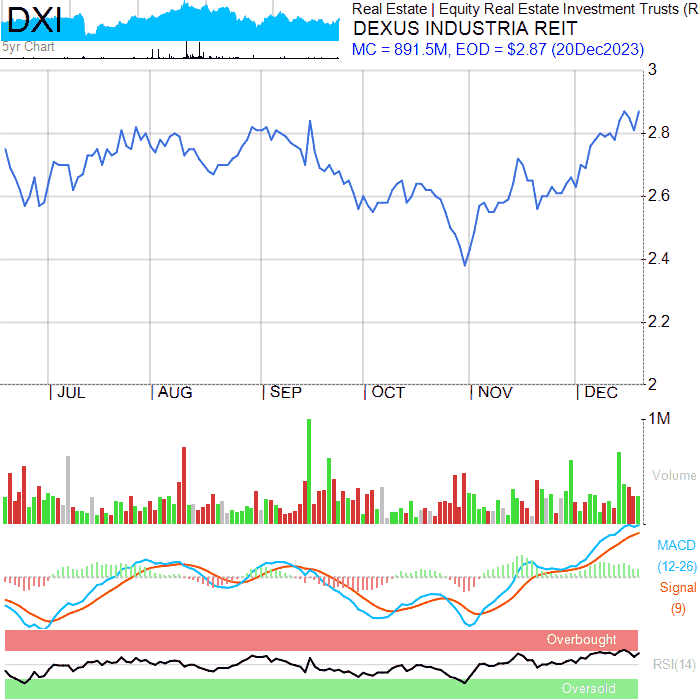 DXI
5yr Chart
Real Estate | Equity Real Estate Investment Trusts (R
DEXUS INDUSTRIA REIT
MC = 891.5M, EOD = $2.87 (20Dec2023)
3
2.8
2.6
2.4
2.2
2
JUL
AUG
SEP
OCT
NOV
DEC
1M
Volume
MACD
(12-26)
Signal
(9)
Overbought
RSI(14)
Oversold